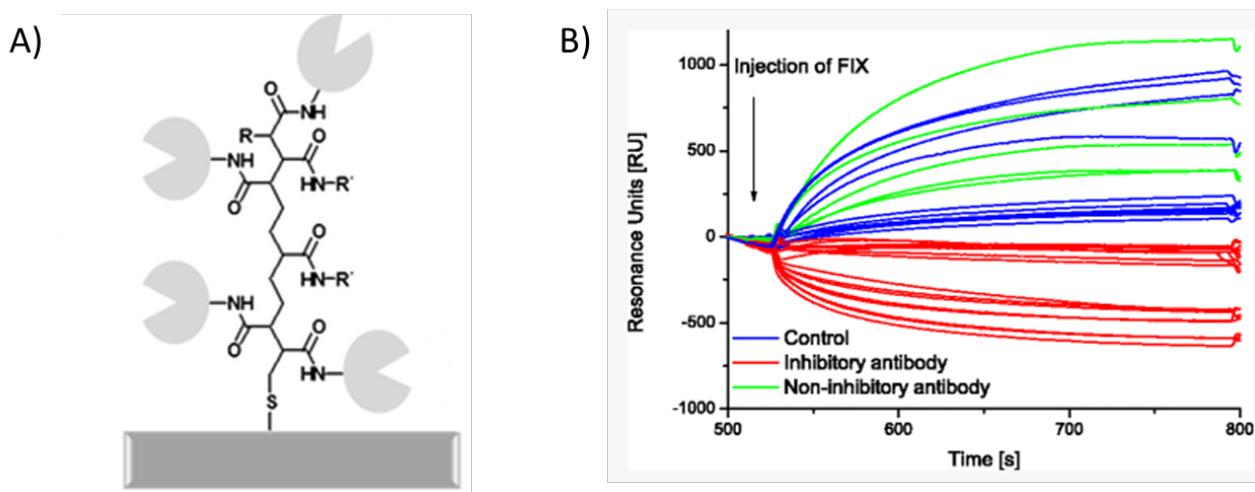 A)
O
NH
R
O
NH
O
HN-R´
O
HN-R´
NH
O
O
HN
S
B)
Injection of FIX
Resonance Units [RU]
1000
500
0
-500
-1000
Control
Inhibitory antibody
Non-inhibitory antibody
500
600
700
800
Time [s]